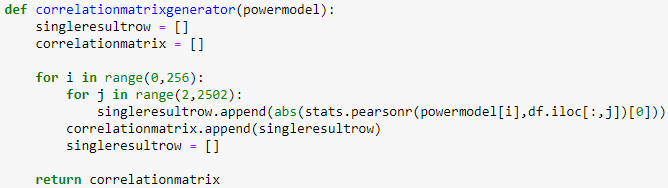 def correlationmatrixgenerator(powermodel):
    singleresultrow = []
    correlationmatrix = []
    for i in range(0,256):
        for j in range(2,2502):
            singleresultrow.append(abs(stats.pearsonr(powermodel[i],df.iloc[:,j])[0]))
        correlationmatrix.append(singleresultrow)
        singleresultrow = []
    return correlationmatrix